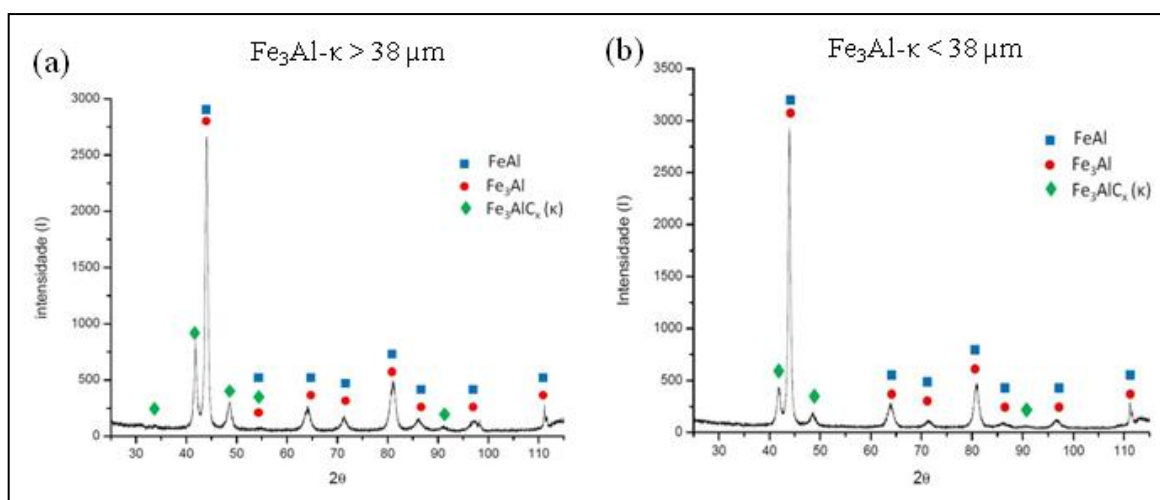 (a)
Fe₃Al-κ > 38 µm
intensidade (I)
3000
2500
2000
1500
1000
500
0
FeAl
Fe₃Al
Fe₃AlCₓ (κ)
30 40 50 60 70 80 90 100 110
2θ
(b)
Fe₃Al-κ < 38 µm
Intensidade (I)
3500
3000
2500
2000
1500
1000
500
0
FeAl
Fe₃Al
Fe₃AlCₓ (κ)
30 40 50 60 70 80 90 100 110
2θ